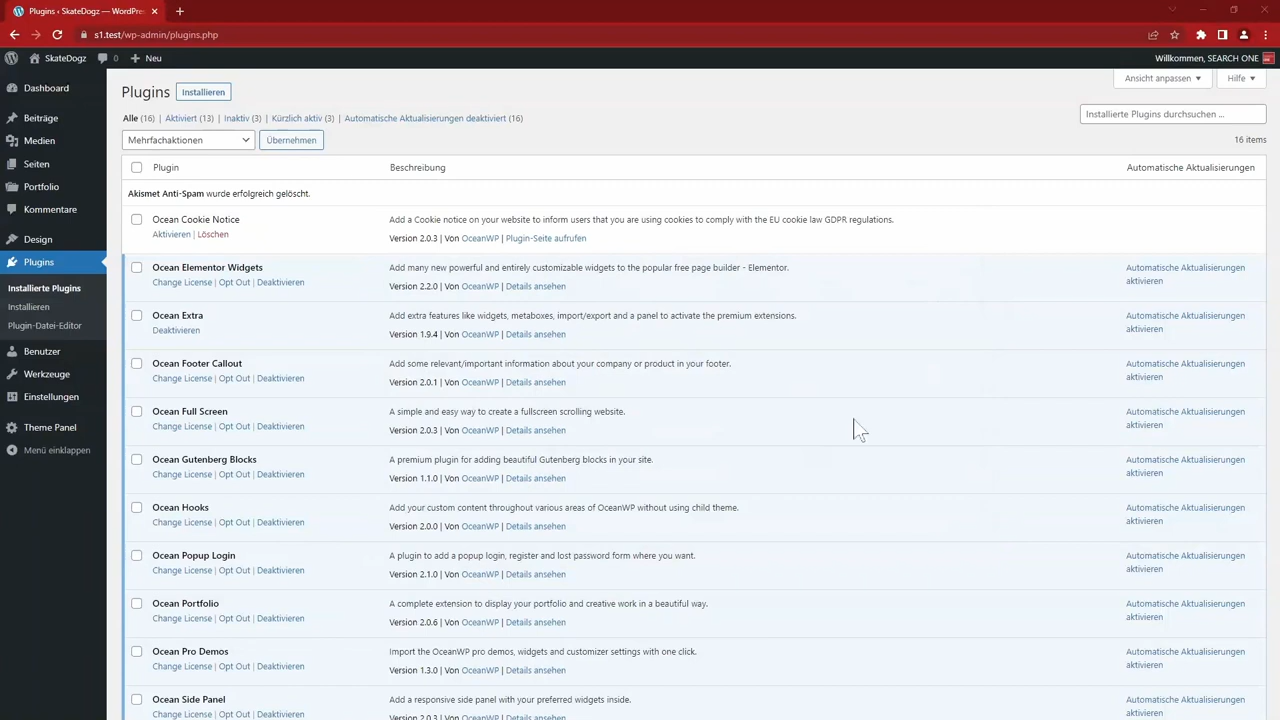 Plugins ‹ SkateDogz — WordPre
s1.test/wp-admin/plugins.php
SkateDogz 0 Neu Willkommen, SEARCH ONE
Dashboard
Beiträge
Medien
Seiten
Portfolio
Kommentare
Design
Plugins
Installierte Plugins
Installieren
Plugin-Datei-Editor
Benutzer
Werkzeuge
Einstellungen
Theme Panel
Menü einklappen
Ansicht anpassen Hilfe
Plugins Installieren
Alle (16) | Aktiviert (13) | Inaktiv (3) | Kürzlich aktiv (3) | Automatische Aktualisierungen deaktiviert (16)
Installierte Plugins durchsuchen ...
Mehrfachaktionen Übernehmen 16 items
Plugin Beschreibung Automatische Aktualisierungen
Akismet Anti-Spam wurde erfolgreich gelöscht.
Ocean Cookie Notice
Aktivieren | Löschen
Add a Cookie notice on your website to inform users that you are using cookies to comply with the EU cookie law GDPR regulations.
Version 2.0.3 | Von OceanWP | Plugin-Seite aufrufen
Ocean Elementor Widgets
Change License | Opt Out | Deaktivieren
Add many new powerful and entirely customizable widgets to the popular free page builder - Elementor.
Version 2.2.0 | Von OceanWP | Details ansehen
Automatische Aktualisierungen
aktivieren
Ocean Extra
Deaktivieren
Add extra features like widgets, metaboxes, import/export and a panel to activate the premium extensions.
Version 1.9.4 | Von OceanWP | Details ansehen
Automatische Aktualisierungen
aktivieren
Ocean Footer Callout
Change License | Opt Out | Deaktivieren
Add some relevant/important information about your company or product in your footer.
Version 2.0.1 | Von OceanWP | Details ansehen
Automatische Aktualisierungen
aktivieren
Ocean Full Screen
Change License | Opt Out | Deaktivieren
A simple and easy way to create a fullscreen scrolling website.
Version 2.0.3 | Von OceanWP | Details ansehen
Automatische Aktualisierungen
aktivieren
Ocean Gutenberg Blocks
Change License | Opt Out | Deaktivieren
A premium plugin for adding beautiful Gutenberg blocks in your site.
Version 1.1.0 | Von OceanWP | Details ansehen
Automatische Aktualisierungen
aktivieren
Ocean Hooks
Change License | Opt Out | Deaktivieren
Add your custom content throughout various areas of OceanWP without using child theme.
Version 2.0.0 | Von OceanWP | Details ansehen
Automatische Aktualisierungen
aktivieren
Ocean Popup Login
Change License | Opt Out | Deaktivieren
A plugin to add a popup login, register and lost password form where you want.
Version 2.1.0 | Von OceanWP | Details ansehen
Automatische Aktualisierungen
aktivieren
Ocean Portfolio
Change License | Opt Out | Deaktivieren
A complete extension to display your portfolio and creative work in a beautiful way.
Version 2.0.6 | Von OceanWP | Details ansehen
Automatische Aktualisierungen
aktivieren
Ocean Pro Demos
Change License | Opt Out | Deaktivieren
Import the OceanWP pro demos, widgets and customizer settings with one click.
Version 1.3.0 | Von OceanWP | Details ansehen
Automatische Aktualisierungen
aktivieren
Ocean Side Panel
Change License | Opt Out | Deaktivieren
Add a responsive side panel with your preferred widgets inside.
Version 2.0.3 | Von OceanWP | Details ansehen
Automatische Aktualisierungen
aktivieren